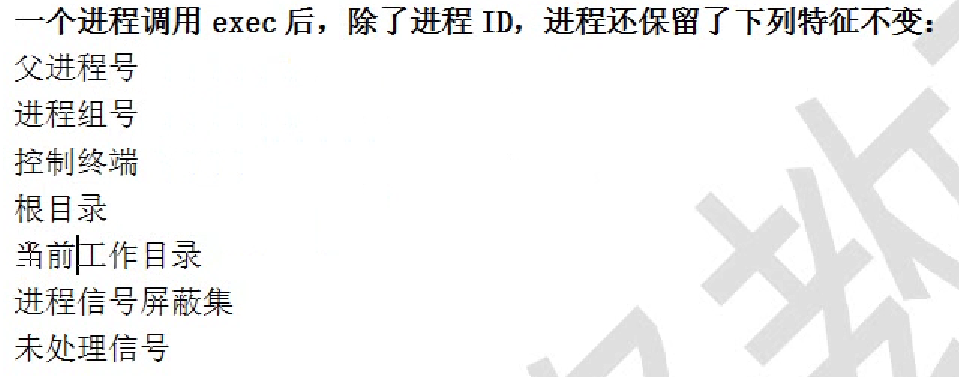 一个进程调用 exec 后，除了进程 ID，进程还保留了下列特征不变：
父进程号
进程组号
控制终端
根目录
当前工作目录
进程信号屏蔽集
未处理信号